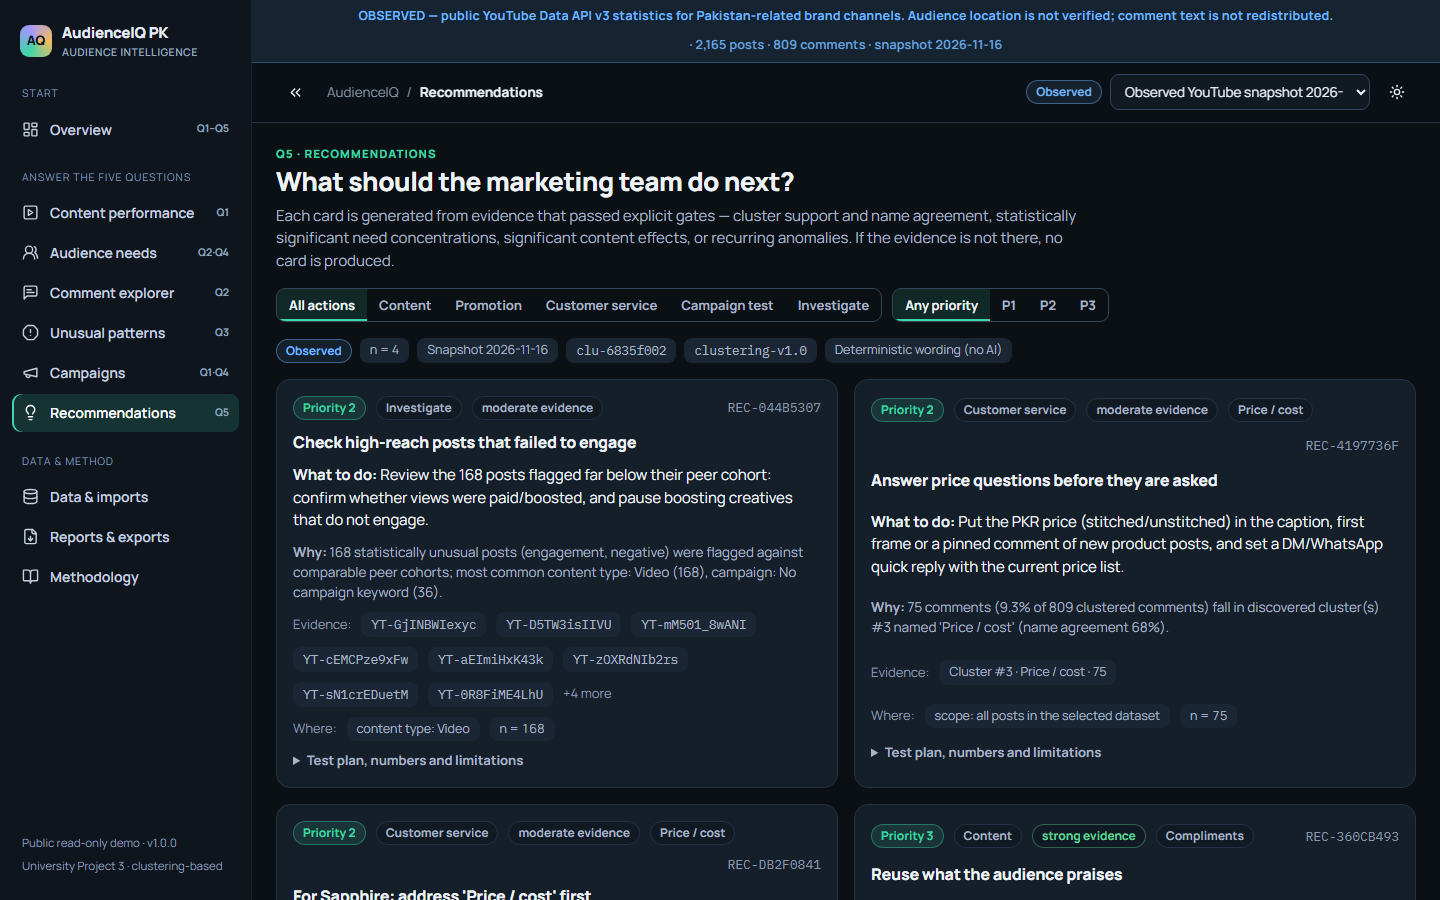 AQ
AudienceIQ PK
AUDIENCE INTELLIGENCE
START
Overview Q1-Q5
ANSWER THE FIVE QUESTIONS
Content performance Q1
Audience needs Q2-Q4
Comment explorer Q2
Unusual patterns Q3
Campaigns Q1-Q4
Recommendations Q5
DATA & METHOD
Data & imports
Reports & exports
Methodology
Public read-only demo · v1.0.0
University Project 3 · clustering-based
OBSERVED — public YouTube Data API v3 statistics for Pakistan-related brand channels. Audience location is not verified; comment text is not redistributed.
· 2,165 posts · 809 comments · snapshot 2026-11-16
AudienceIQ / Recommendations
Observed
Observed YouTube snapshot 2026-
Q5 · RECOMMENDATIONS
What should the marketing team do next?
Each card is generated from evidence that passed explicit gates — cluster support and name agreement, statistically
significant need concentrations, significant content effects, or recurring anomalies. If the evidence is not there, no
card is produced.
All actions Content Promotion Customer service Campaign test Investigate
Any priority P1 P2 P3
Observed n = 4 Snapshot 2026-11-16 clu-6835f002 clustering-v1.0 Deterministic wording (no AI)
Priority 2 Investigate moderate evidence REC-044B5307
Check high-reach posts that failed to engage
What to do: Review the 168 posts flagged far below their peer cohort:
confirm whether views were paid/boosted, and pause boosting creatives
that do not engage.
Why: 168 statistically unusual posts (engagement, negative) were flagged against
comparable peer cohorts; most common content type: Video (168), campaign: No
campaign keyword (36).
Evidence: YT-GjINBWIexyc YT-D5TW3isIIVU YT-mM501_8wANI
YT-cEMCPze9xFw YT-aEImiHxK43k YT-zOXRdNIb2rs
YT-sN1crEDuetM YT-0R8FiME4LhU +4 more
Where: content type: Video n = 168
Test plan, numbers and limitations
Priority 2 Customer service moderate evidence Price / cost
REC-4197736F
Answer price questions before they are asked
What to do: Put the PKR price (stitched/unstitched) in the caption, first
frame or a pinned comment of new product posts, and set a DM/WhatsApp
quick reply with the current price list.
Why: 75 comments (9.3% of 809 clustered comments) fall in discovered cluster(s)
#3 named 'Price / cost' (name agreement 68%).
Evidence: Cluster #3 · Price / cost · 75
Where: scope: all posts in the selected dataset n = 75
Test plan, numbers and limitations
Priority 2 Customer service moderate evidence Price / cost
REC-DB2F0841
For Sapphire: address 'Price / cost' first
Priority 3 Content strong evidence Compliments REC-360CB493
Reuse what the audience praises